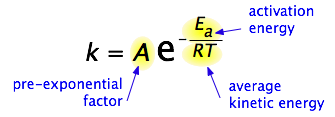 activation
energy
k = A e^-Ea/RT
pre-exponential
factor
average
kinetic energy